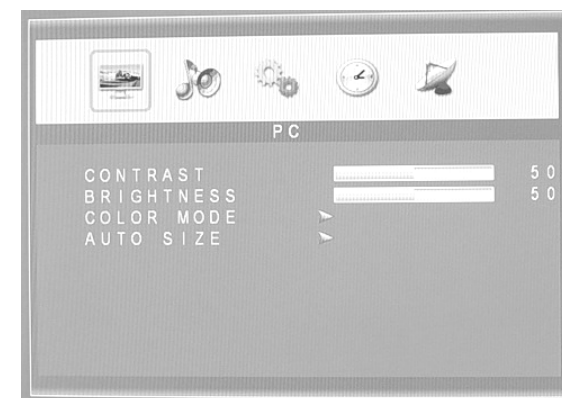 PC
CONTRAST 50
BRIGHTNESS 50
COLOR MODE
AUTO SIZE